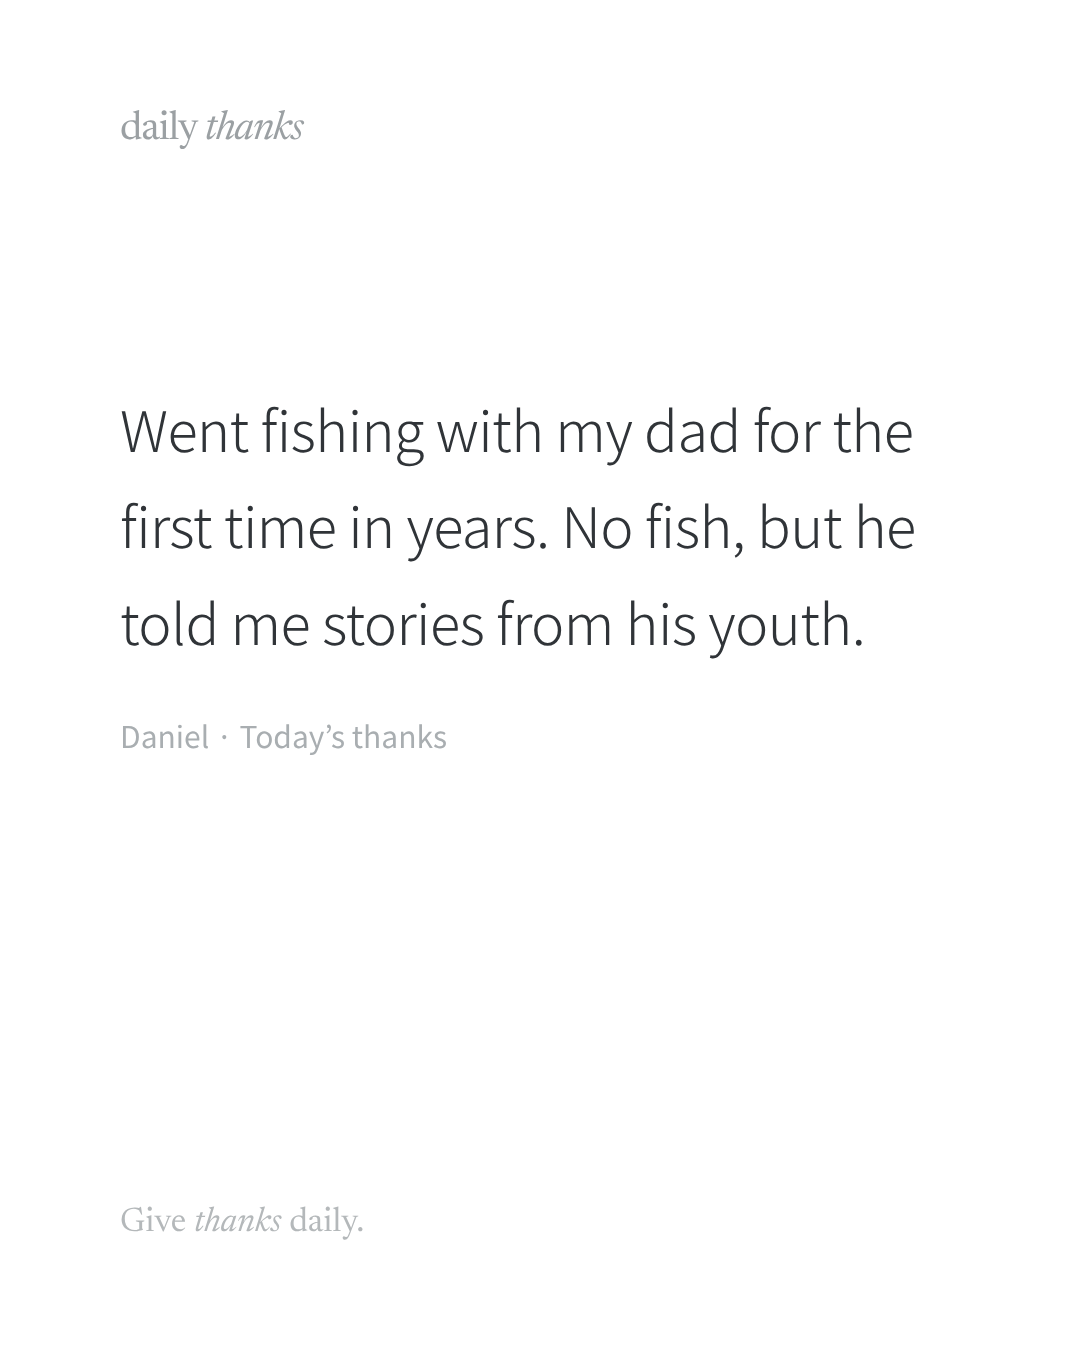 daily thanks
Went fishing with my dad for the
first time in years. No fish, but he
told me stories from his youth.
Daniel · Today’s thanks
Give thanks daily.